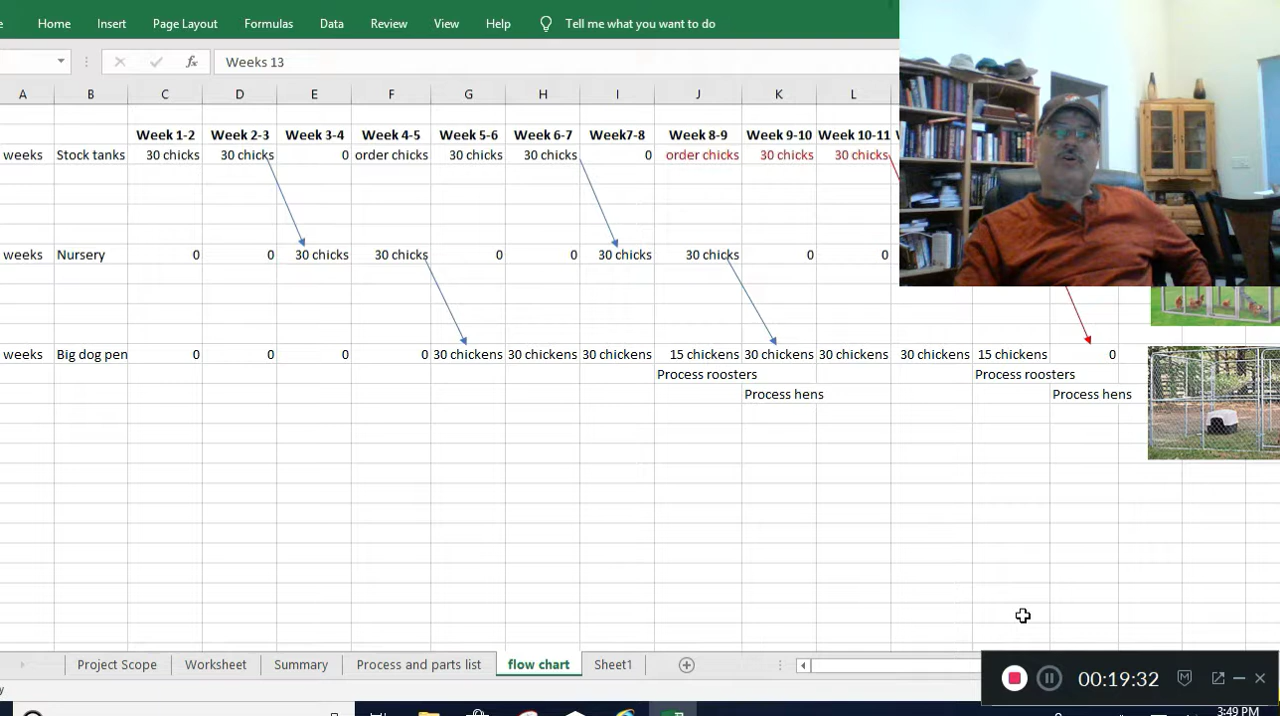 Home Insert Page Layout Formulas Data Review View Help Tell me what you want to do
fx Weeks 13
A B C D E F G H I J K L
Week 1-2 Week 2-3 Week 3-4 Week 4-5 Week 5-6 Week 6-7 Week7-8 Week 8-9 Week 9-10 Week 10-11
weeks Stock tanks 30 chicks 30 chicks 0 order chicks 30 chicks 30 chicks 0 order chicks 30 chicks 30 chicks
weeks Nursery 0 0 30 chicks 30 chicks 0 0 30 chicks 30 chicks 0 0
weeks Big dog pen 0 0 0 0 30 chickens 30 chickens 30 chickens 15 chickens 30 chickens 30 chickens 30 chickens 15 chickens 0
Process roosters Process roosters
Process hens Process hens
Project Scope Worksheet Summary Process and parts list flow chart Sheet1
00:19:32
3:49 PM